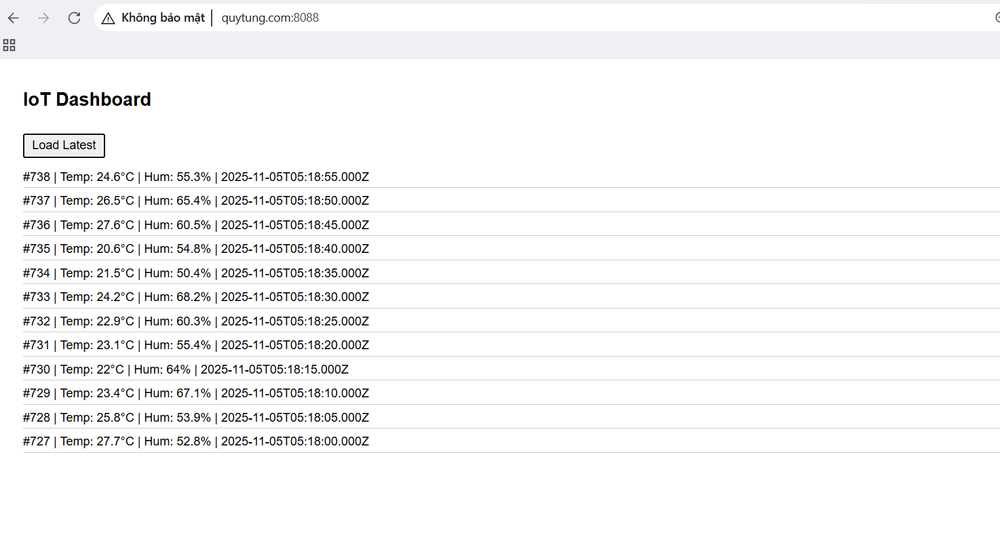 Không bảo mật | quytung.com:8088
IoT Dashboard
Load Latest
#738 | Temp: 24.6°C | Hum: 55.3% | 2025-11-05T05:18:55.000Z
#737 | Temp: 26.5°C | Hum: 65.4% | 2025-11-05T05:18:50.000Z
#736 | Temp: 27.6°C | Hum: 60.5% | 2025-11-05T05:18:45.000Z
#735 | Temp: 20.6°C | Hum: 54.8% | 2025-11-05T05:18:40.000Z
#734 | Temp: 21.5°C | Hum: 50.4% | 2025-11-05T05:18:35.000Z
#733 | Temp: 24.2°C | Hum: 68.2% | 2025-11-05T05:18:30.000Z
#732 | Temp: 22.9°C | Hum: 60.3% | 2025-11-05T05:18:25.000Z
#731 | Temp: 23.1°C | Hum: 55.4% | 2025-11-05T05:18:20.000Z
#730 | Temp: 22°C | Hum: 64% | 2025-11-05T05:18:15.000Z
#729 | Temp: 23.4°C | Hum: 67.1% | 2025-11-05T05:18:10.000Z
#728 | Temp: 25.8°C | Hum: 53.9% | 2025-11-05T05:18:05.000Z
#727 | Temp: 27.7°C | Hum: 52.8% | 2025-11-05T05:18:00.000Z